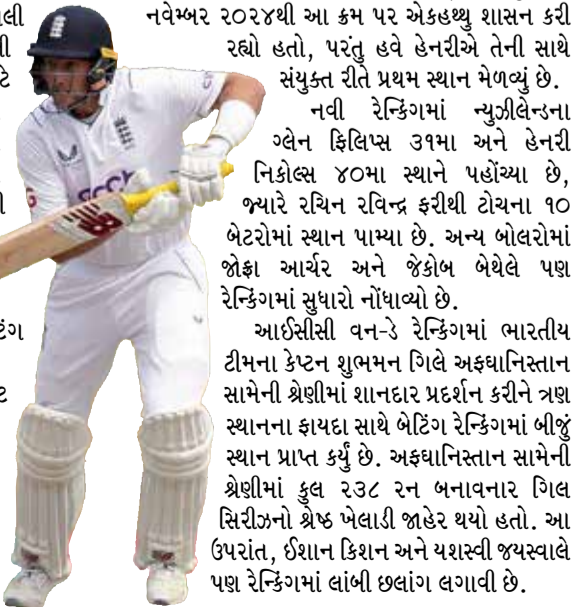 નવેમ્બર ૨૦૨૪થી આ ક્રમ પર એકહથ્થુ શાસન કરી
રહ્યો હતો, પરંતુ હવે હેનરીએ તેની સાથે
સંયુક્ત રીતે પ્રથમ સ્થાન મેળવ્યું છે.
નવી રેન્કિંગમાં ન્યુઝીલેન્ડના
ગ્લેન ફિલિપ્સ ૩૧મા અને હેનરી
નિકોલ્સ ૪૦મા સ્થાને પહોંચ્યા છે,
જ્યારે રચિન રવિન્દ્ર ફરીથી ટોચના ૧૦
બેટરોમાં સ્થાન પામ્યા છે. અન્ય બોલરોમાં
જોફ્રા આર્ચર અને જેકોબ બેથેલે પણ
રેન્કિંગમાં સુધારો નોંધાવ્યો છે.
આઈસીસી વન-ડે રેન્કિંગમાં ભારતીય
ટીમના કેપ્ટન શુભમન ગિલે અફઘાનિસ્તાન
સામેની શ્રેણીમાં શાનદાર પ્રદર્શન કરીને ત્રણ
સ્થાનના ફાયદા સાથે બેટિંગ રેન્કિંગમાં બીજું
સ્થાન પ્રાપ્ત કર્યું છે. અફઘાનિસ્તાન સામેની
શ્રેણીમાં કુલ ૨૩૮ રન બનાવનાર ગિલ
સિરીઝનો શ્રેષ્ઠ ખેલાડી જાહેર થયો હતો. આ
ઉપરાંત, ઈશાન કિશન અને યશસ્વી જયસ્વાલે
પણ રેન્કિંગમાં લાંબી છલાંગ લગાવી છે.